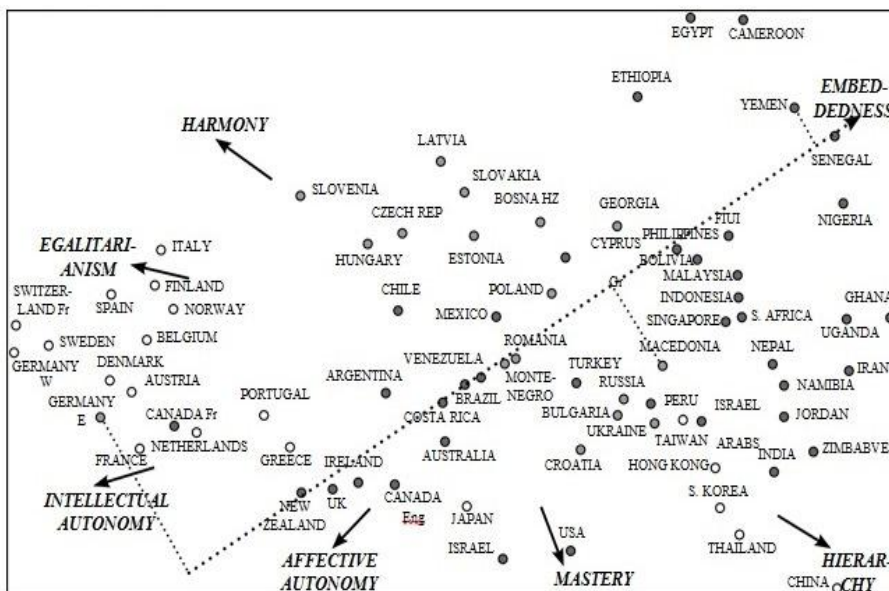 EGYPT
CAMEROON
ETHIOPIA
EMBED-
DEDNESS
YEMEN
HARMONY
LATVIA
SENEGAL
SLOVAKIA
SLOVENIA
BOSNA HZ
GEORGIA
FIJI
NIGERIA
CZECH REP
PHILIPPINES
CYPRUS
EGALITARI-
ANISM
ITALY
HUNGARY
ESTONIA
BOLIVIA
MALAYSIA
Gr
SWITZER-
LAND Fr
FINLAND
SPAIN
NORWAY
CHILE
POLAND
INDONESIA
GHANA
MEXICO
SINGAPORE
S. AFRICA
UGANDA
SWEDEN
BELGIUM
ROMANIA
MACEDONIA
GERMANY
W
DENMARK
VENEZUELA
MONTE-
NEGRO
TURKEY
NEPAL
IRAN
AUSTRIA
ARGENTINA
BRAZIL
RUSSIA
PERU
NAMIBIA
GERMANY
E
CANADA Fr
PORTUGAL
COSTA RICA
BULGARIA
ISRAEL
ARABS
JORDAN
UKRAINE
TAIWAN
NETHERLANDS
FRANCE
GREECE
AUSTRALIA
CROATIA
HONG KONG
INDIA
ZIMBABVE
IRELAND
INTELLECTUAL
AUTONOMY
NEW
ZEALAND
UK
CANADA
Eng
JAPAN
S. KOREA
AFFECTIVE
AUTONOMY
ISRAEL
USA
MASTERY
THAILAND
HIERAR-
CHY
CHINA